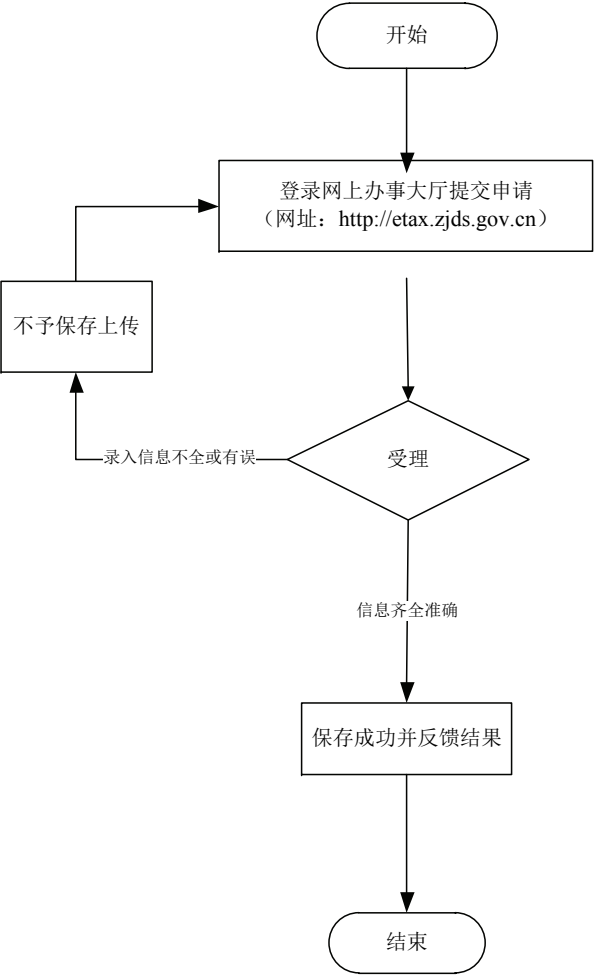 开始
登录网上办事大厅提交申请
（网址：http://etax.zjds.gov.cn）
不予保存上传
录入信息不全或有误
受理
信息齐全准确
保存成功并反馈结果
结束